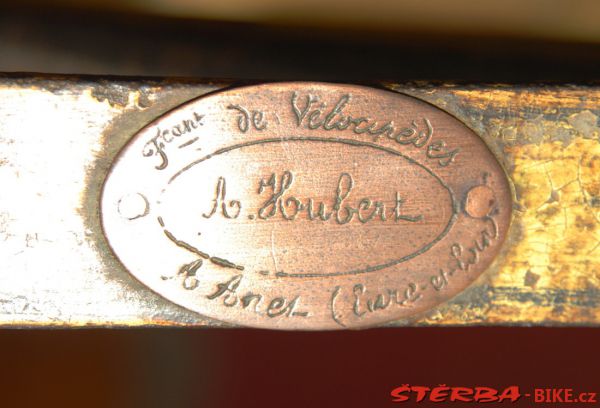 Fcant de Vélocipèdes
A. Hubert
A Anet (Eure-et-Loir)
ŠTĚRBA-BIKE.cz